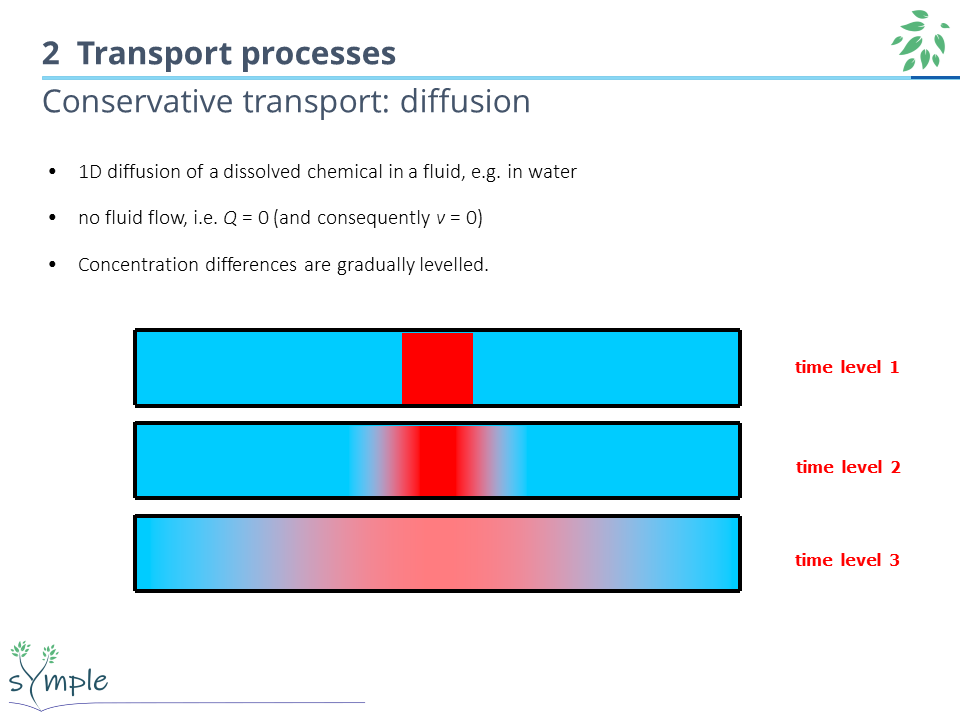 2 Transport processes
Conservative transport: diffusion
• 1D diffusion of a dissolved chemical in a fluid, e.g. in water
• no fluid flow, i.e. Q = 0 (and consequently v = 0)
• Concentration differences are gradually levelled.
time level 1
time level 2
time level 3
sYmple